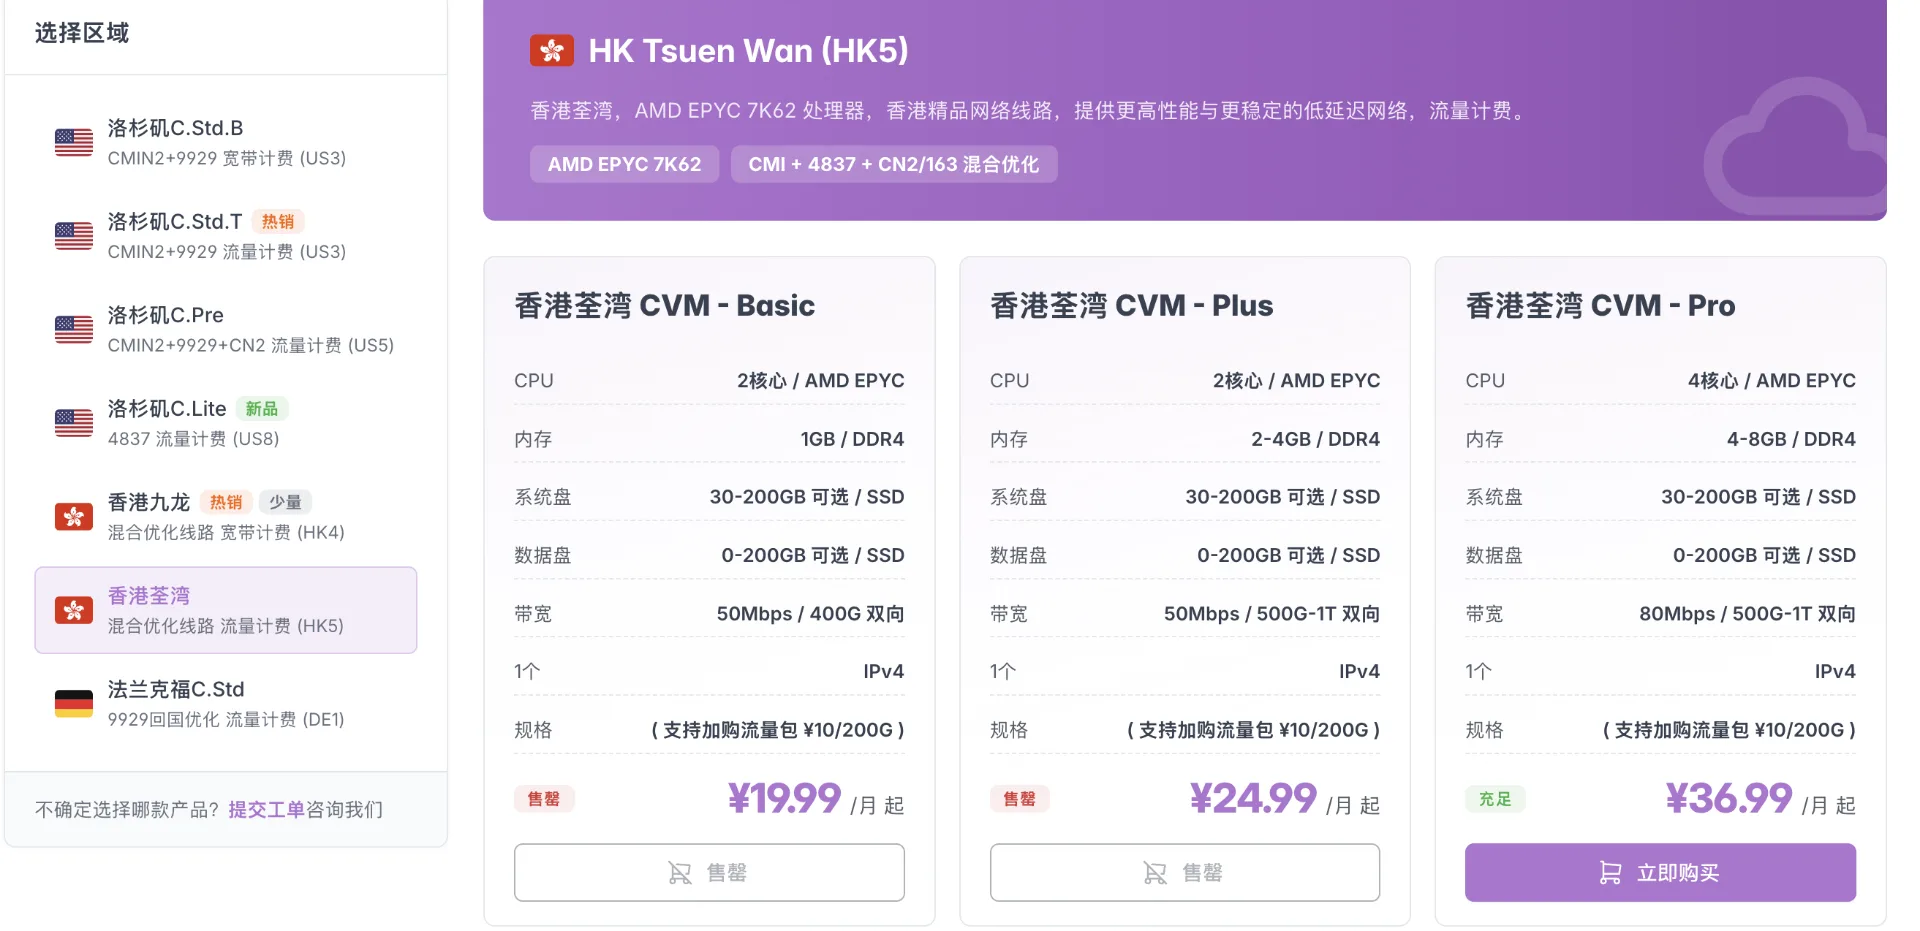 选择区域
洛杉矶C.Std.B
CMIN2+9929 宽带计费 (US3)
洛杉矶C.Std.T 热销
CMIN2+9929 流量计费 (US3)
洛杉矶C.Pre
CMIN2+9929+CN2 流量计费 (US5)
洛杉矶C.Lite 新品
4837 流量计费 (US8)
香港九龙 热销 少量
混合优化线路 宽带计费 (HK4)
香港荃湾
混合优化线路 流量计费 (HK5)
法兰克福C.Std
9929回国优化 流量计费 (DE1)
不确定选择哪款产品？提交工单咨询我们
HK Tsuen Wan (HK5)
香港荃湾，AMD EPYC 7K62 处理器，香港精品网络线路，提供更高性能与更稳定的低延迟网络，流量计费。
AMD EPYC 7K62 CMI + 4837 + CN2/163 混合优化
香港荃湾 CVM - Basic
CPU 2核心 / AMD EPYC
内存 1GB / DDR4
系统盘 30-200GB 可选 / SSD
数据盘 0-200GB 可选 / SSD
带宽 50Mbps / 400G 双向
1个 IPv4
规格 ( 支持加购流量包 ¥10/200G )
售罄 ¥19.99 /月 起
售罄
香港荃湾 CVM - Plus
CPU 2核心 / AMD EPYC
内存 2-4GB / DDR4
系统盘 30-200GB 可选 / SSD
数据盘 0-200GB 可选 / SSD
带宽 50Mbps / 500G-1T 双向
1个 IPv4
规格 ( 支持加购流量包 ¥10/200G )
售罄 ¥24.99 /月 起
售罄
香港荃湾 CVM - Pro
CPU 4核心 / AMD EPYC
内存 4-8GB / DDR4
系统盘 30-200GB 可选 / SSD
数据盘 0-200GB 可选 / SSD
带宽 80Mbps / 500G-1T 双向
1个 IPv4
规格 ( 支持加购流量包 ¥10/200G )
充足 ¥36.99 /月 起
立即购买